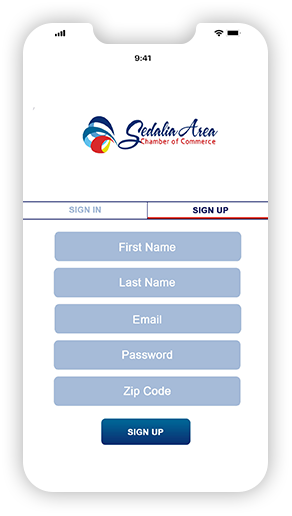 9:41
Sedalia Area
Chamber of Commerce
SIGN IN
SIGN UP
First Name
Last Name
Email
Password
Zip Code
SIGN UP